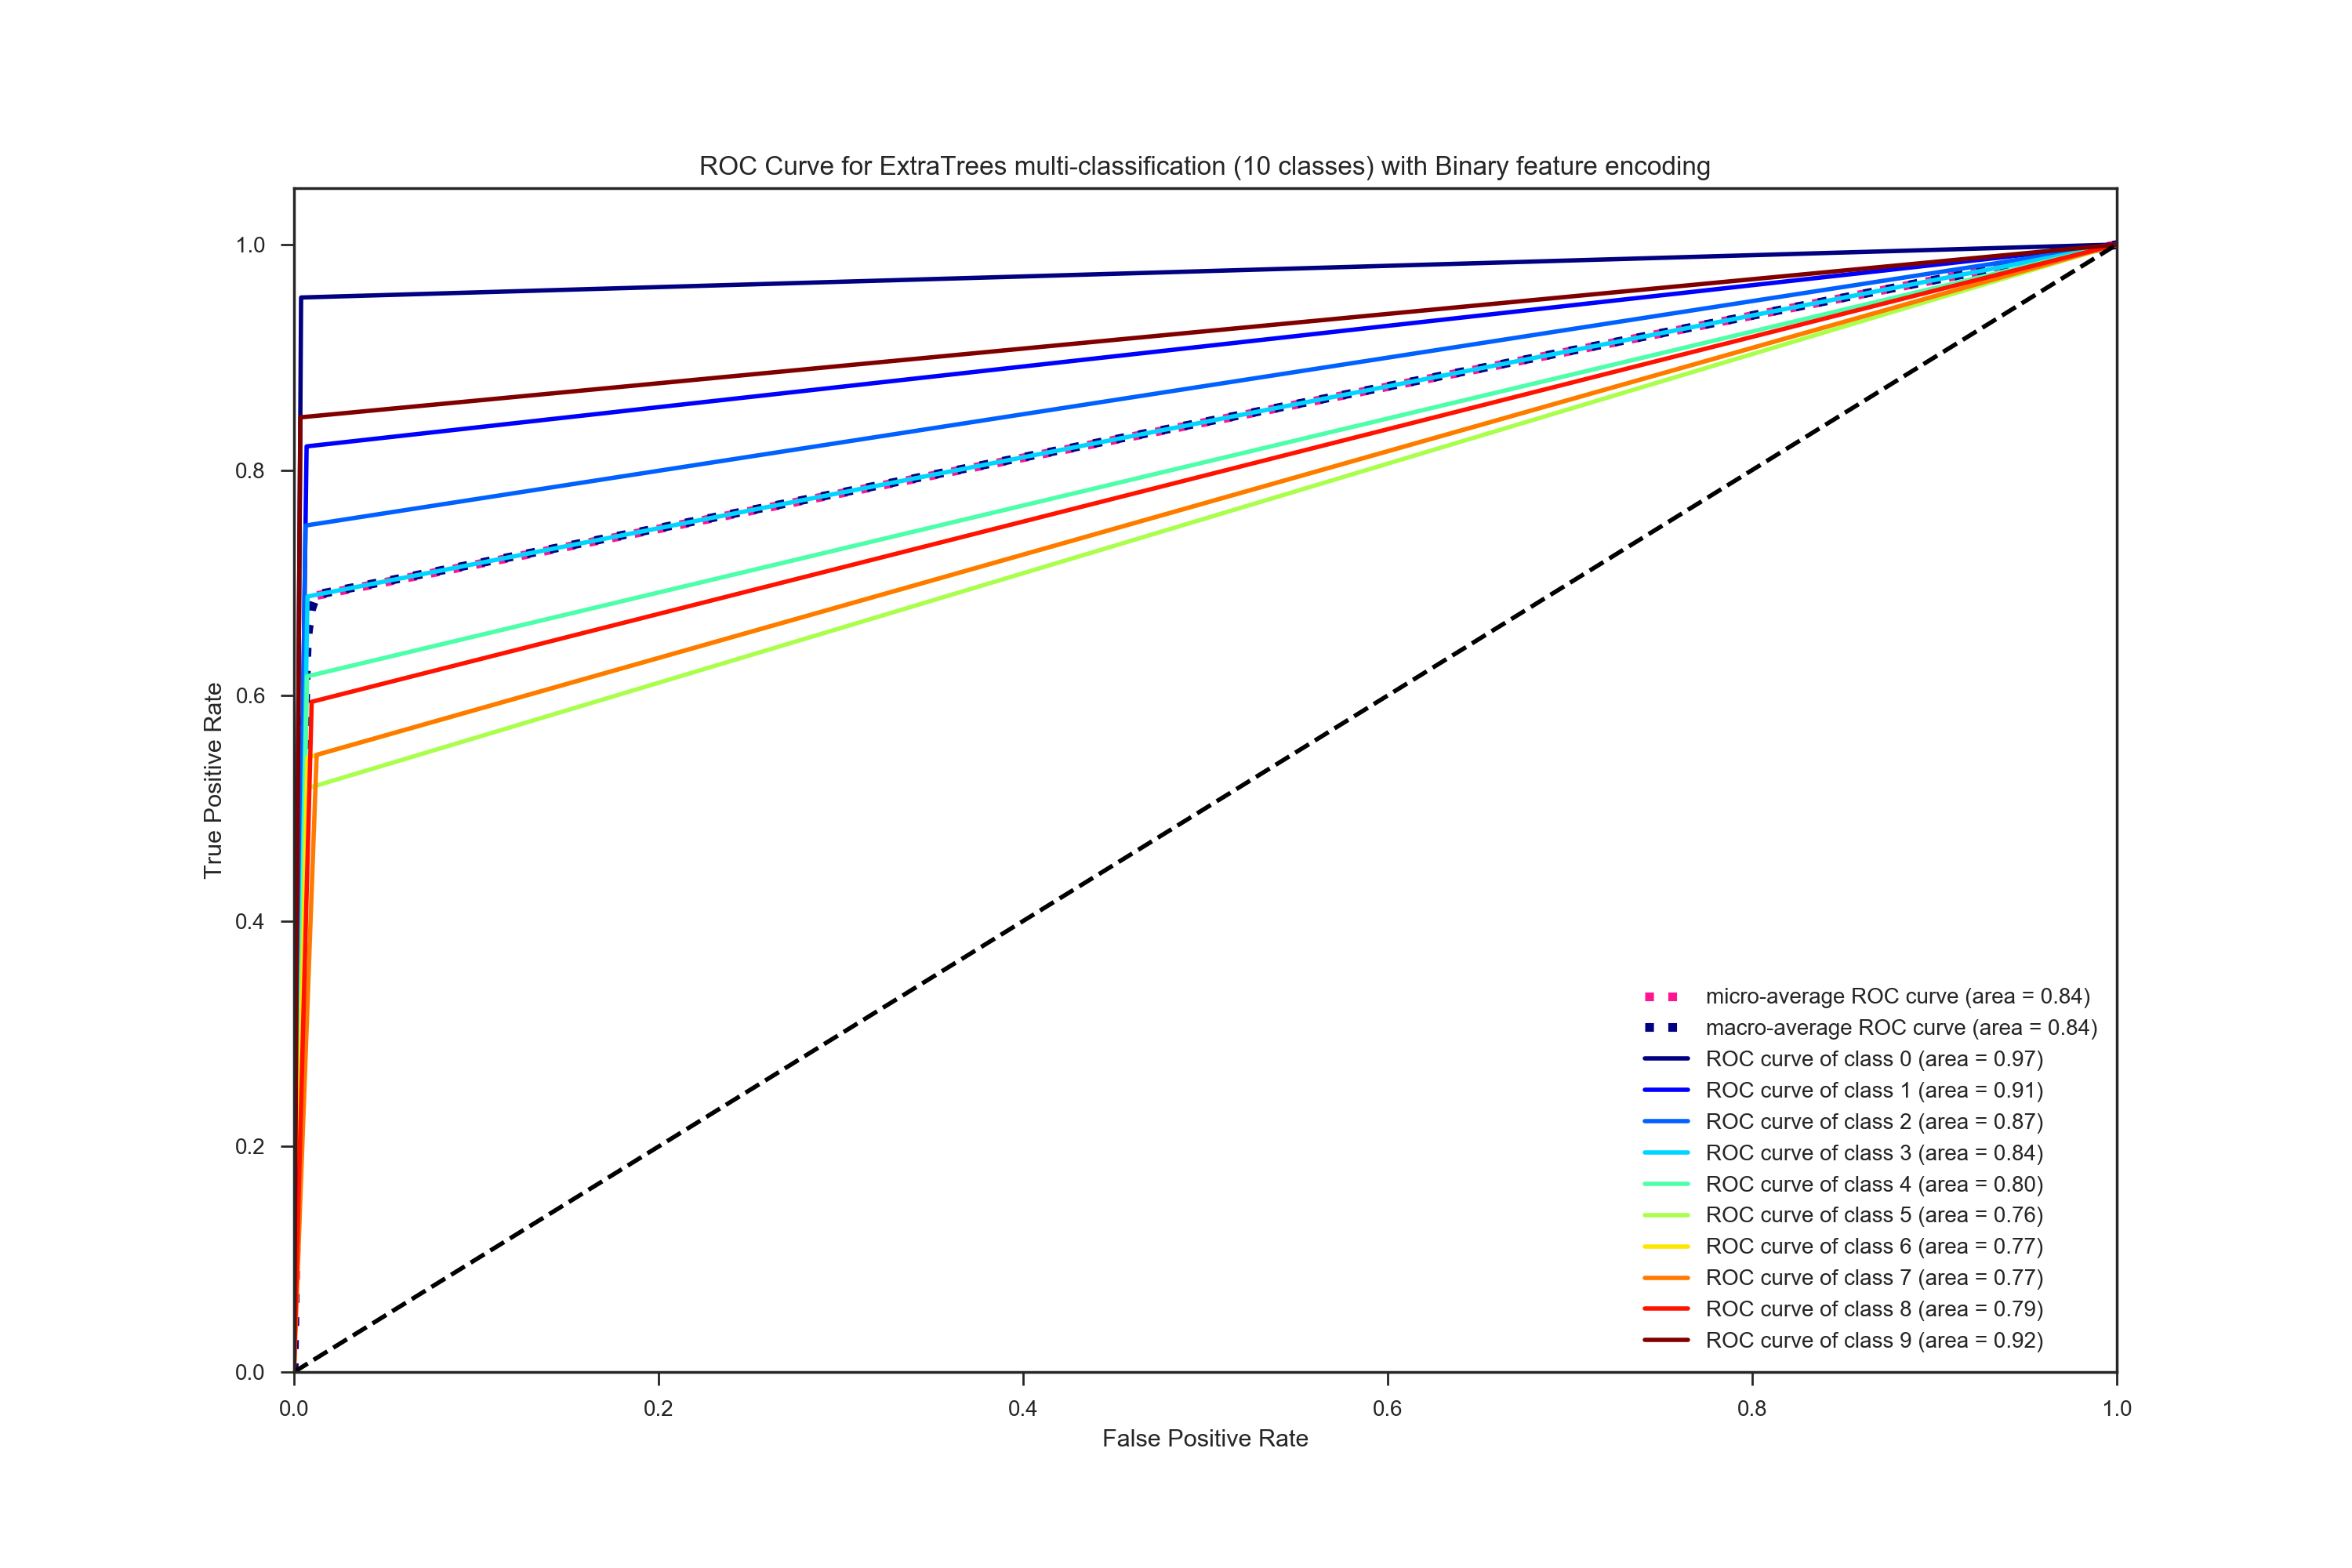 ROC Curve for ExtraTrees multi-classification (10 classes) with Binary feature encoding
1.0
0.8
0.6
0.4
0.2
0.0
True Positive Rate
micro-average ROC curve (area = 0.84)
macro-average ROC curve (area = 0.84)
ROC curve of class 0 (area = 0.97)
ROC curve of class 1 (area = 0.91)
ROC curve of class 2 (area = 0.87)
ROC curve of class 3 (area = 0.84)
ROC curve of class 4 (area = 0.80)
ROC curve of class 5 (area = 0.76)
ROC curve of class 6 (area = 0.77)
ROC curve of class 7 (area = 0.77)
ROC curve of class 8 (area = 0.79)
ROC curve of class 9 (area = 0.92)
0.0 0.2 0.4 0.6 0.8 1.0
False Positive Rate